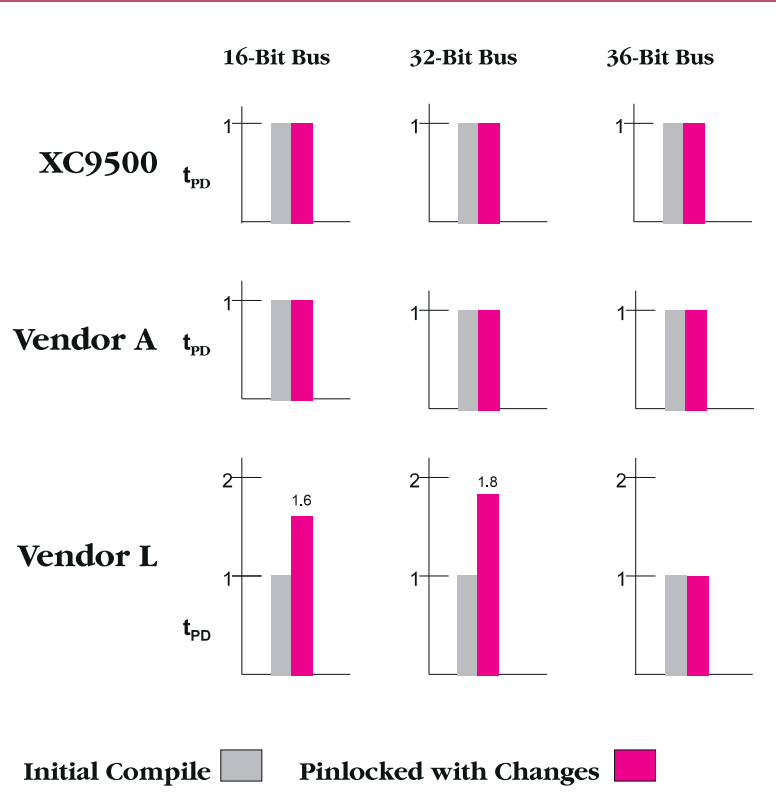 16-Bit Bus 32-Bit Bus 36-Bit Bus
XC9500 tPD 1 1 1
Vendor A tPD 1 1 1
Vendor L tPD
2 2 2
1.6 1.8
1 1 1
Initial Compile Pinlocked with Changes